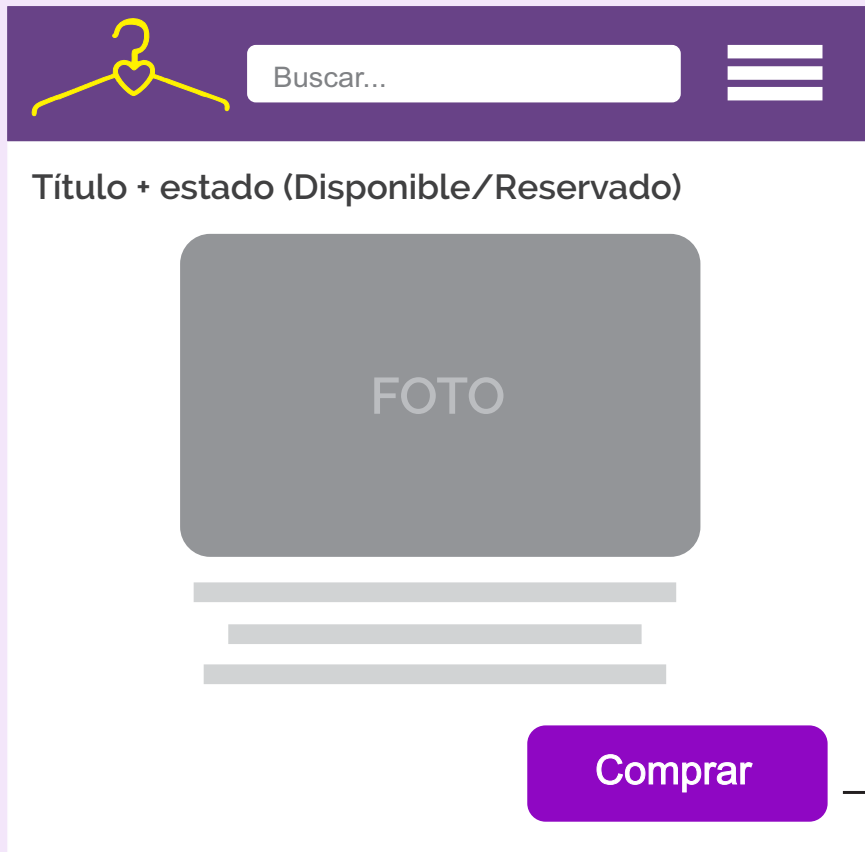 Buscar...
Título + estado (Disponible/Reservado)
FOTO
Comprar